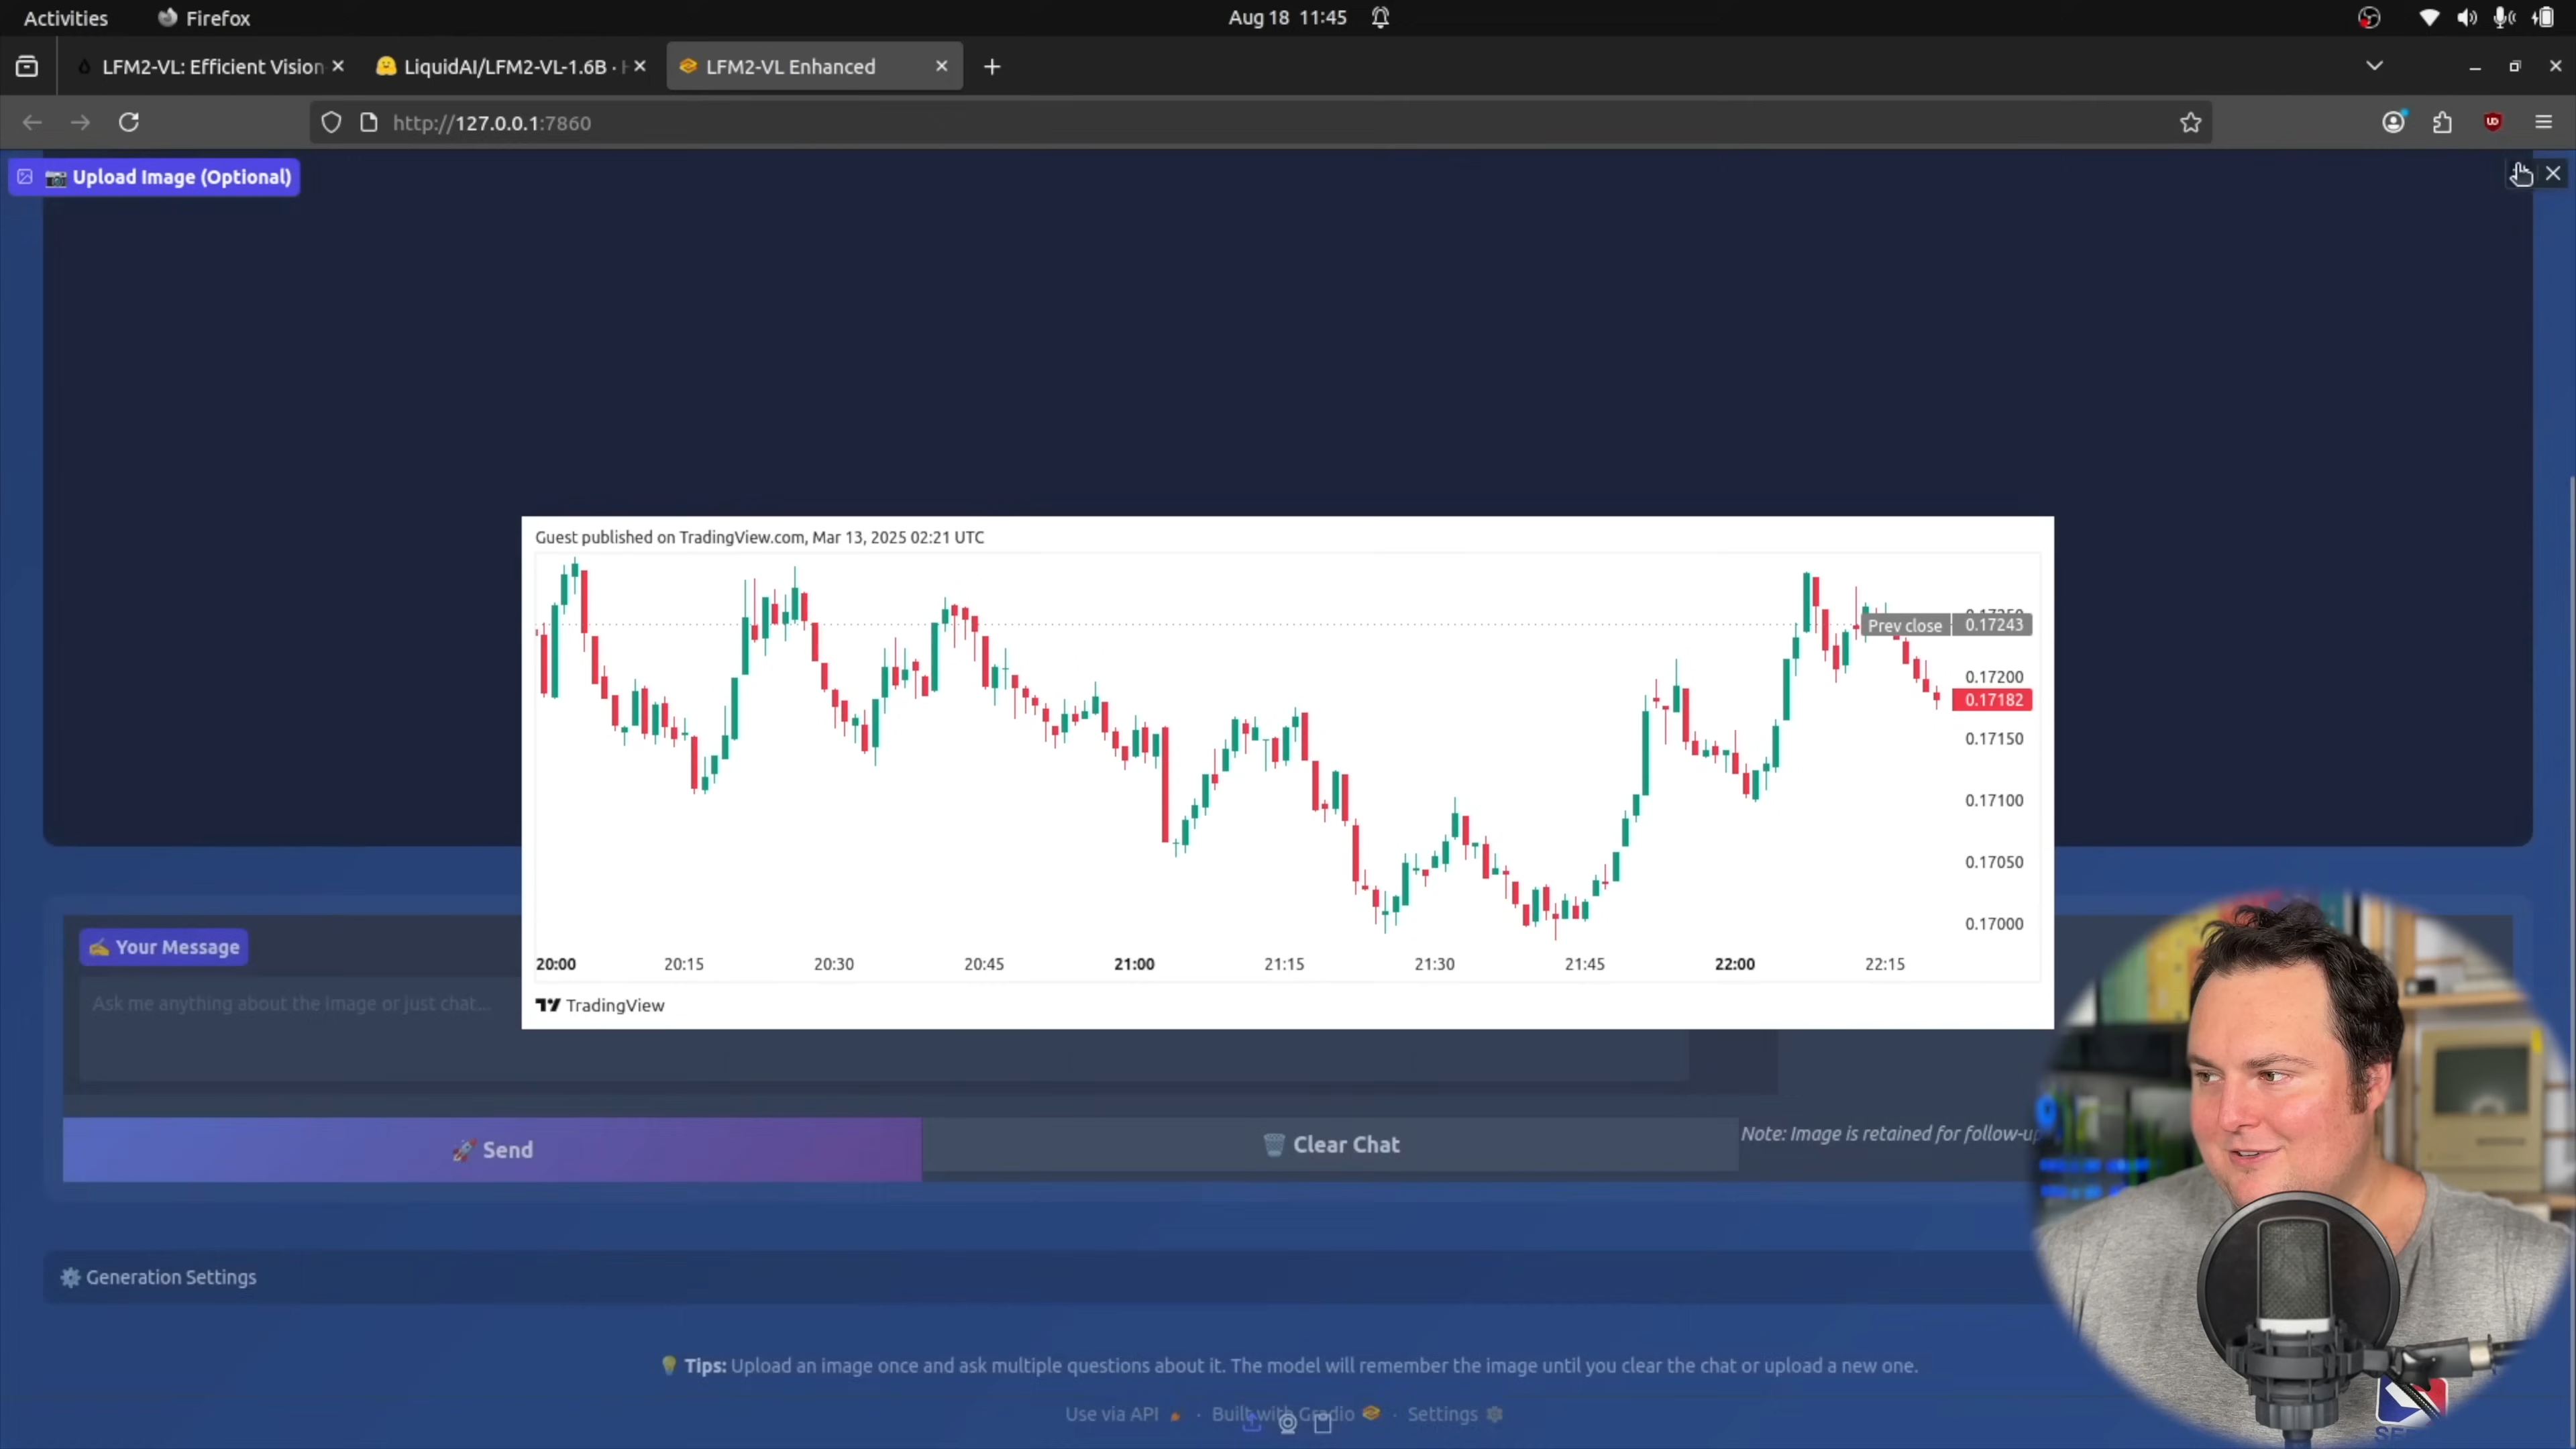 Activities Firefox Aug 18 11:45
LFM2-VL: Efficient Vision LiquidAI/LFM2-VL-1.6B · LFM2-VL Enhanced
http://127.0.0.1:7860
Upload Image (Optional)
Guest published on TradingView.com, Mar 13, 2025 02:21 UTC
0.17250
Prev close 0.17243
0.17200
0.17182
0.17150
0.17100
0.17050
0.17000
20:00 20:15 20:30 20:45 21:00 21:15 21:30 21:45 22:00 22:15
TradingView
Your Message
Ask me anything about the image or just chat...
Send Clear Chat Note: Image is retained for follow-up
Generation Settings
Tips: Upload an image once and ask multiple questions about it. The model will remember the image until you clear the chat or upload a new one.
Use via API · Built with Gradio · Settings